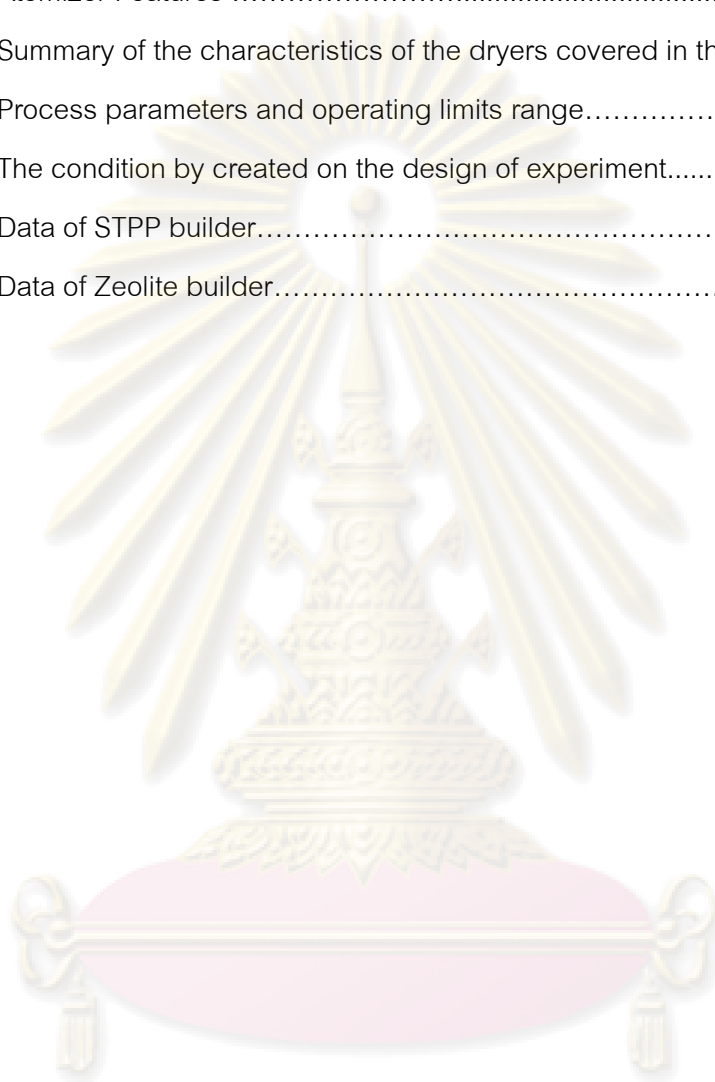 Features ......................................................
Summary of the characteristics of the dryers covered in
Process parameters and operating limits range..............
The condition by created on the design of experiment......
Data of STPP builder......................................................
Data of Zeolite builder....................................................